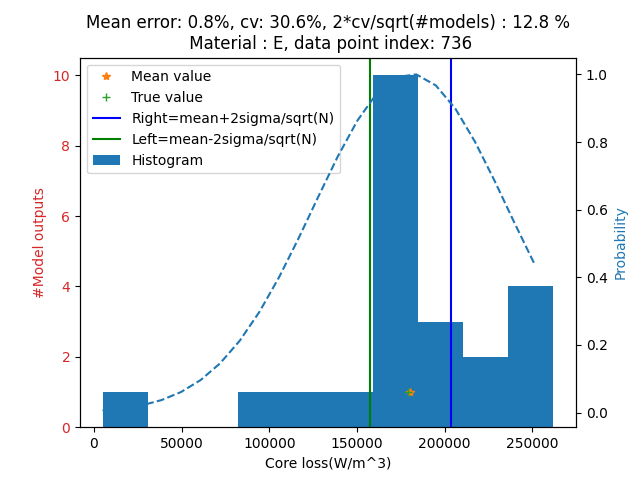 Mean error: 0.8%, cv: 30.6%, 2*cv/sqrt(#models) : 12.8 %
Material : E, data point index: 736
Mean value
True value
Right=mean+2sigma/sqrt(N)
Left=mean-2sigma/sqrt(N)
Histogram
#Model outputs
10
8
6
4
2
0
1.0
0.8
0.6
0.4
0.2
0.0
Probability
0 50000 100000 150000 200000 250000
Core loss(W/m^3)